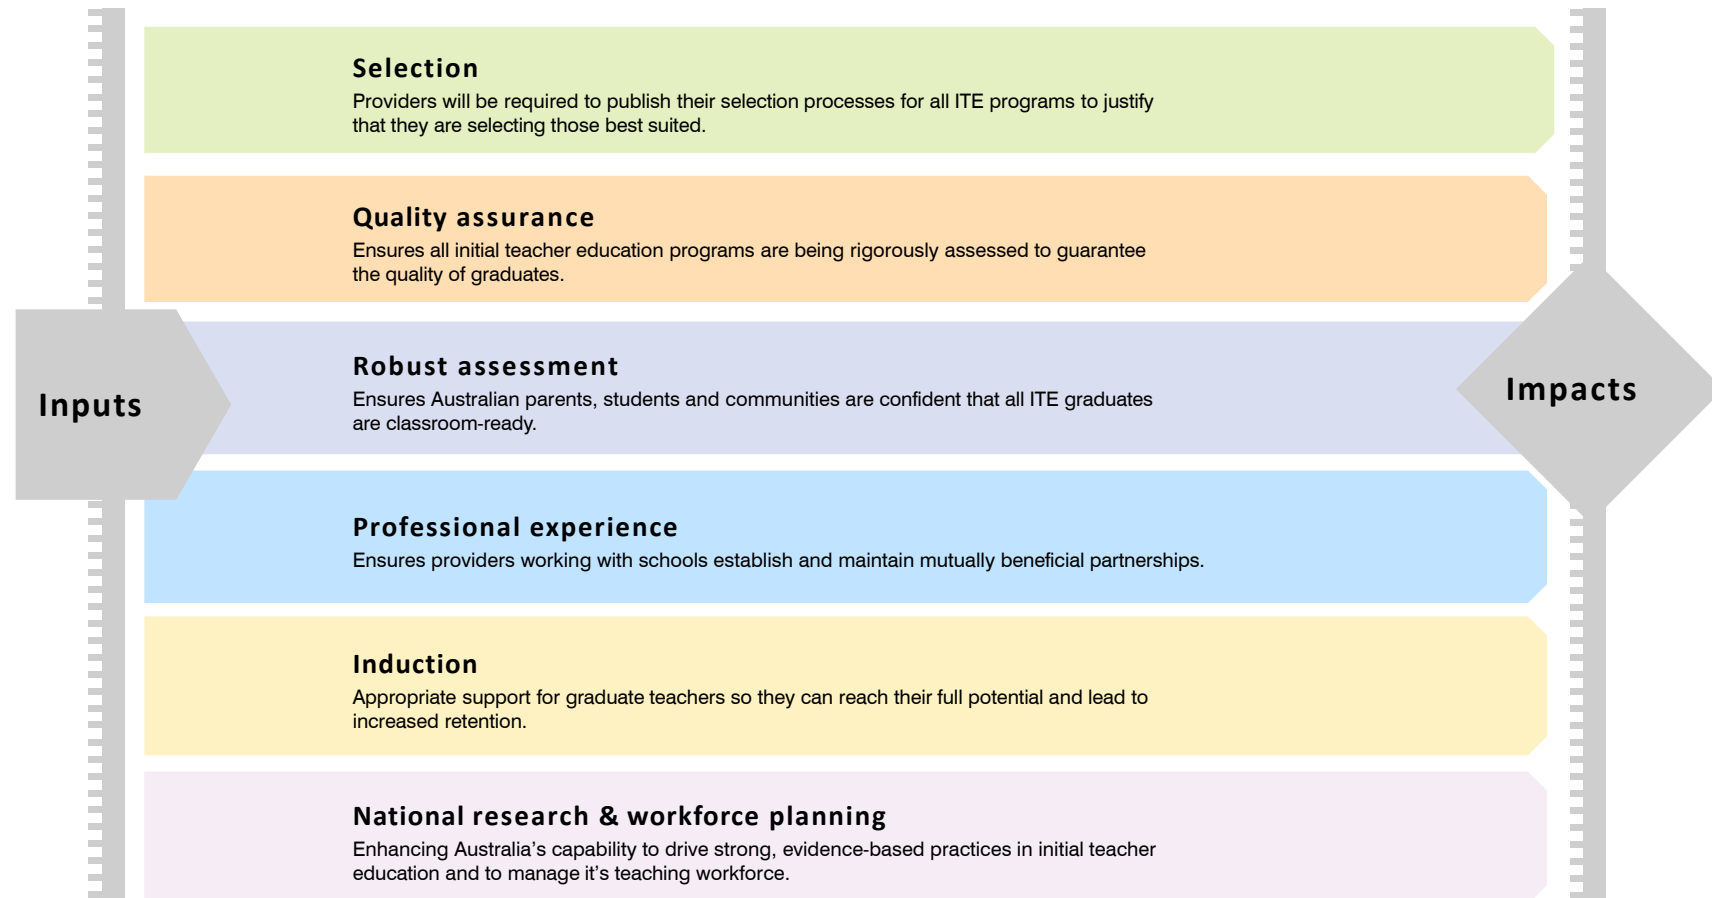 Selection
Providers will be required to publish their selection processes for all ITE programs to justify
that they are selecting those best suited.
Quality assurance
Ensures all initial teacher education programs are being rigorously assessed to guarantee
the quality of graduates.
Inputs
Robust assessment
Ensures Australian parents, students and communities are confident that all ITE graduates
are classroom-ready.
Impacts
Professional experience
Ensures providers working with schools establish and maintain mutually beneficial partnerships.
Induction
Appropriate support for graduate teachers so they can reach their full potential and lead to
increased retention.
National research & workforce planning
Enhancing Australia’s capability to drive strong, evidence-based practices in initial teacher
education and to manage it’s teaching workforce.